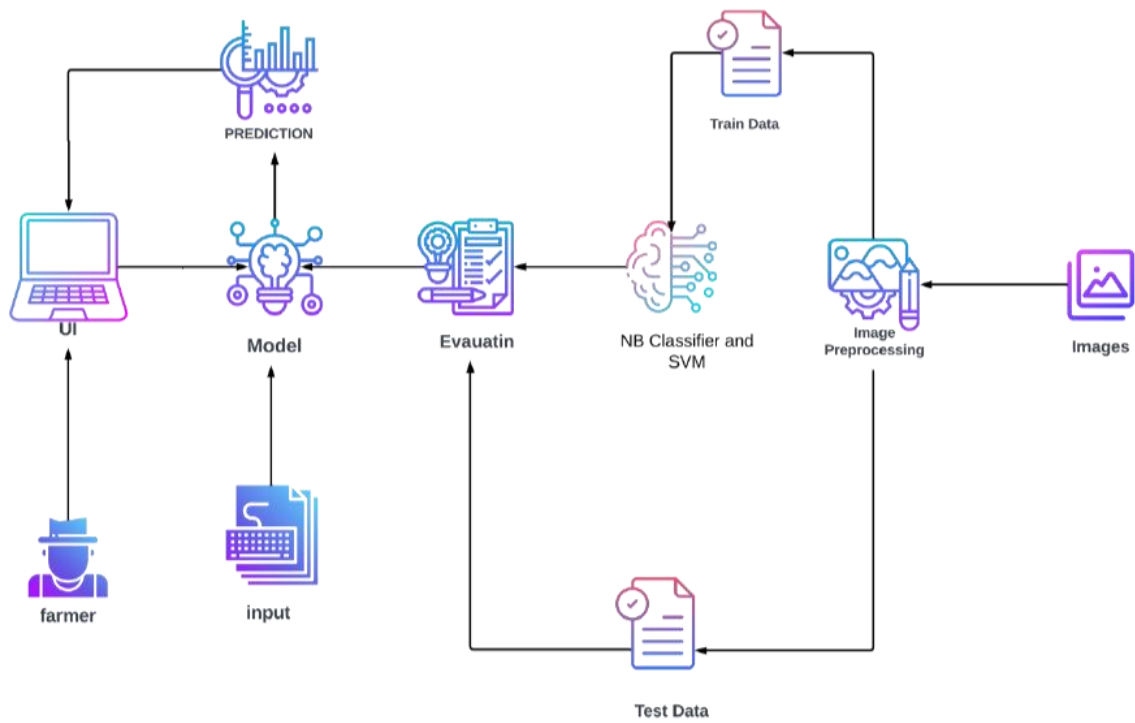 Train Data
PREDICTION
UI
Model
Evauatin
NB Classifier and
SVM
Image
Preprocessing
Images
farmer
input
Test Data